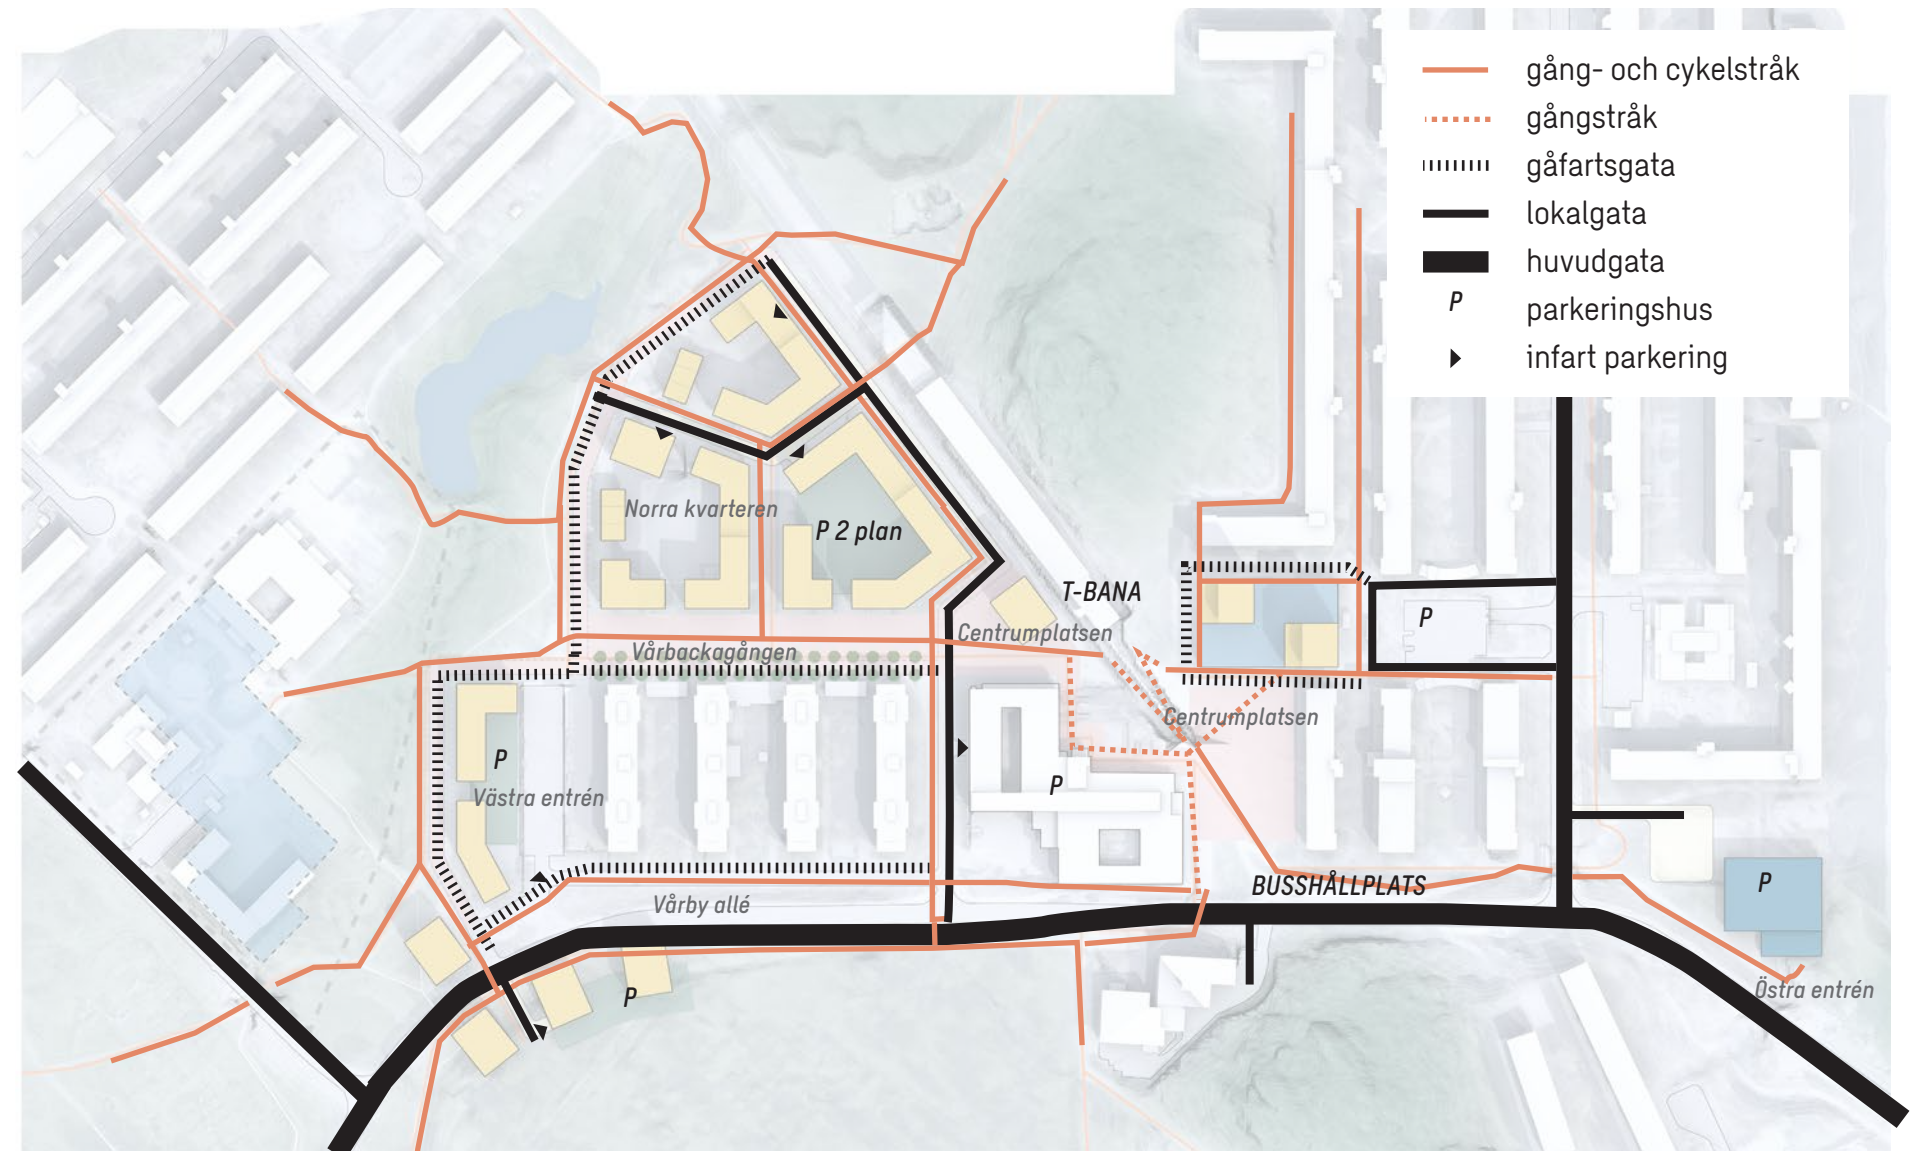 gång- och cykelstråk
gångstråk
gåfartsgata
lokalgata
huvudgata
P parkeringshus
infart parkering
Norra kvarteren
P 2 plan
T-BANA
P
Centrumplatsen
Vårbackagången
Centrumplatsen
P
Västra entrén
P
BUSSHÅLLPLATS
P
Vårby allé
P
Östra entrén